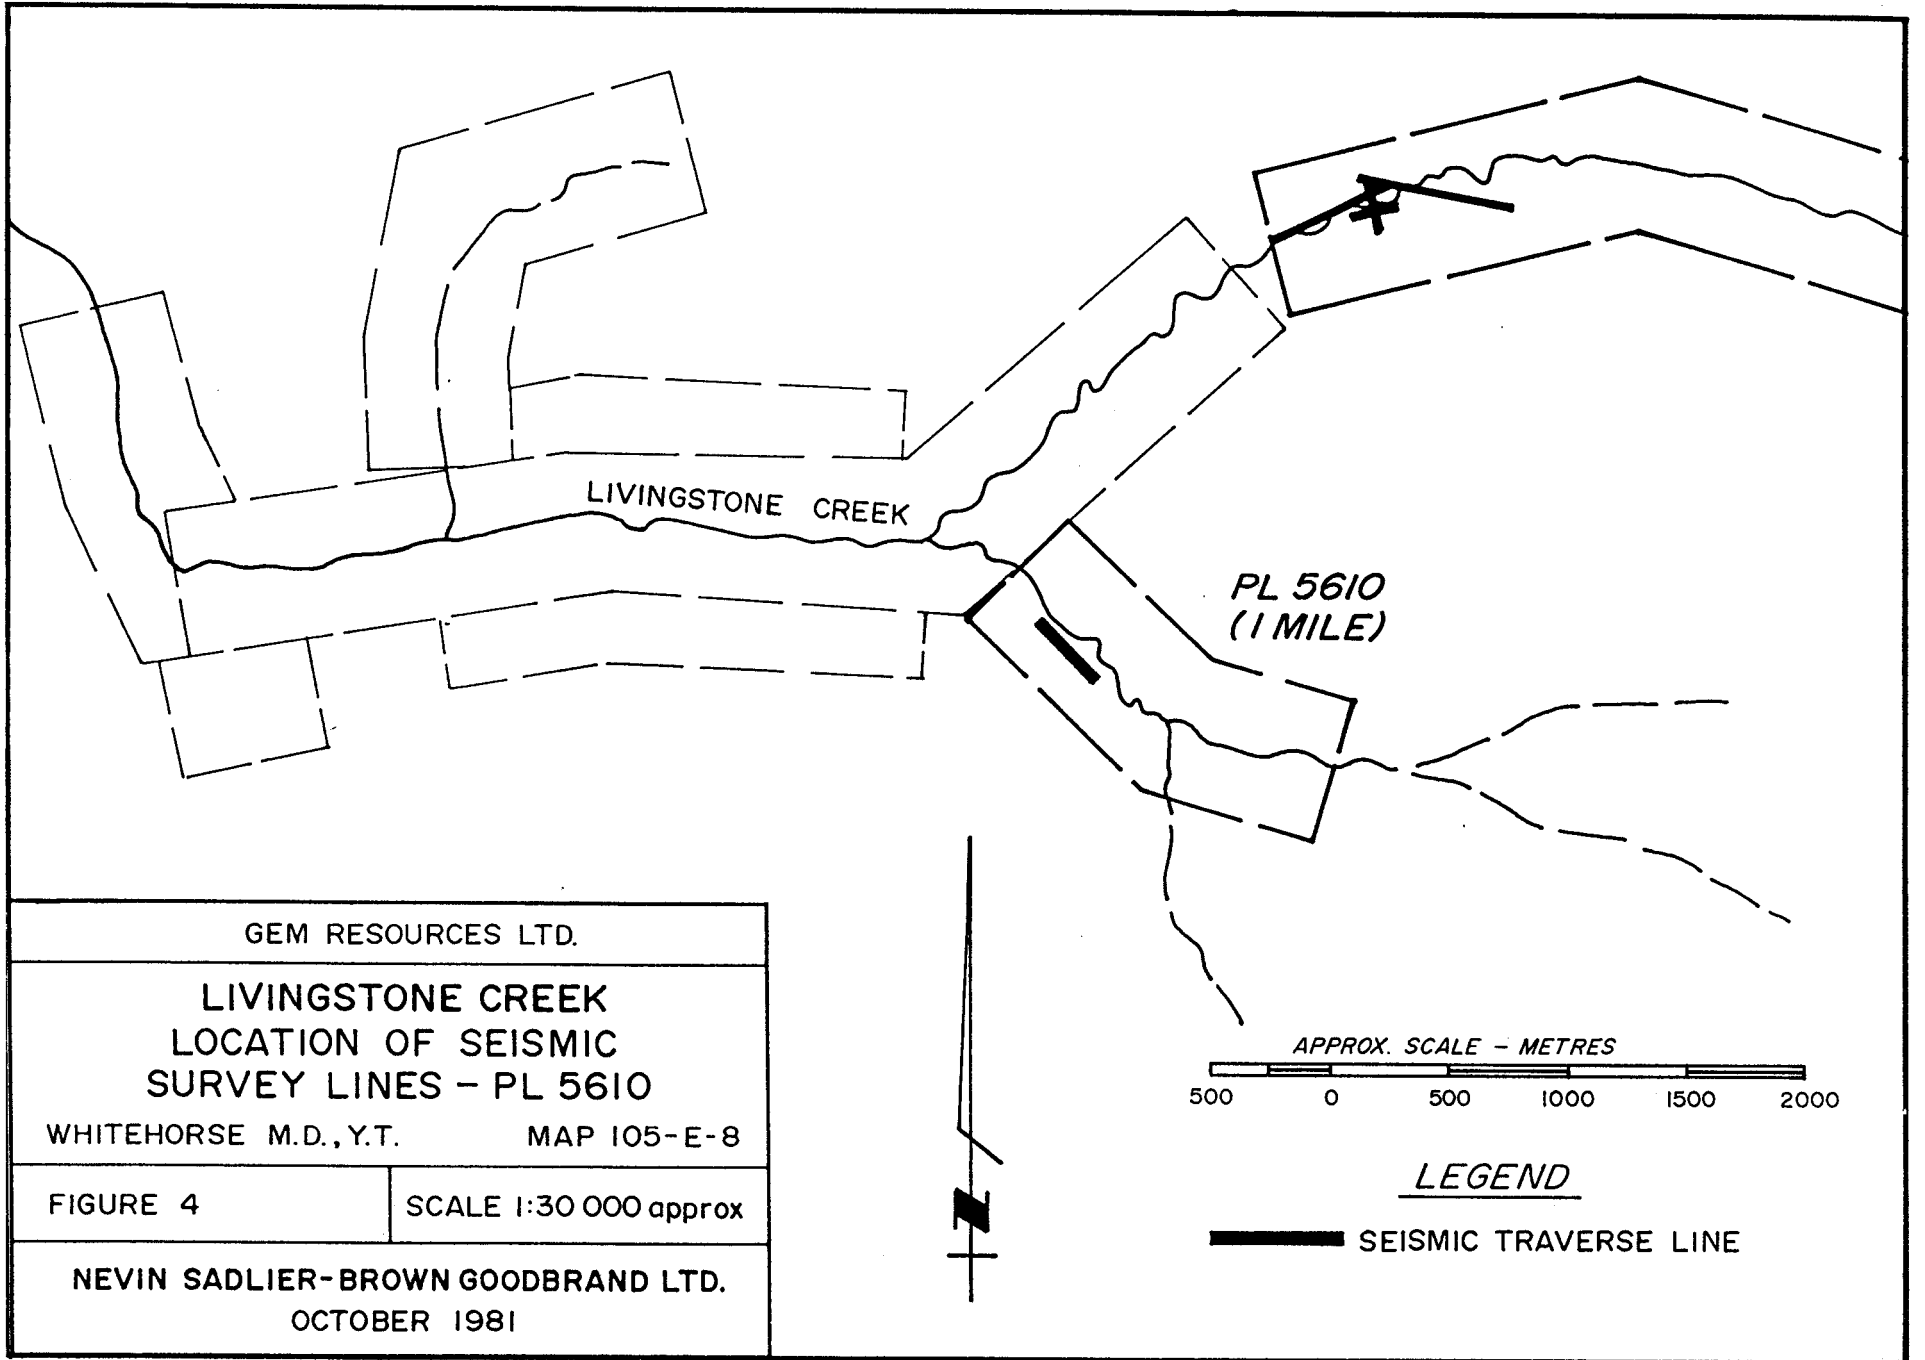 LIVINGSTONE CREEK
PL 5610
(1 MILE)
GEM RESOURCES LTD.
LIVINGSTONE CREEK
LOCATION OF SEISMIC
SURVEY LINES – PL 5610
WHITEHORSE M.D., Y.T. MAP 105-E-8
FIGURE 4 SCALE 1:30 000 approx
NEVIN SADLIER-BROWN GOODBRAND LTD.
OCTOBER 1981
N
APPROX. SCALE – METRES
500 0 500 1000 1500 2000
LEGEND
SEISMIC TRAVERSE LINE